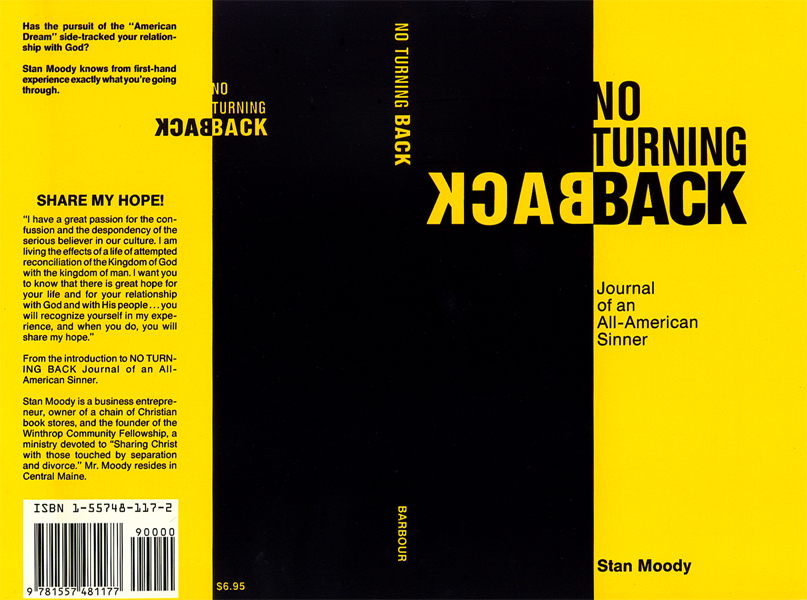 Has the pursuit of the "American
Dream" side-tracked your relation-
ship with God?
Stan Moody knows from first-hand
experience exactly what you're going
through.
NO
TURNING
BACKBACK
SHARE MY HOPE!
"I have a great passion for the con-
fussion and the despondency of the
serious believer in our culture. I am
living the effects of a life of attempted
reconciliation of the Kingdom of God
with the kingdom of man. I want you
to know that there is great hope for
your life and for your relationship
with God and with His people . . . you
will recognize yourself in my expe-
rience, and when you do, you will
share my hope."
From the introduction to NO TURN-
ING BACK Journal of an All-
American Sinner.
Stan Moody is a business entrepre-
neur, owner of a chain of Christian
book stores, and the founder of the
Winthrop Community Fellowship, a
ministry devoted to "Sharing Christ
with those touched by separation
and divorce." Mr. Moody resides in
Central Maine.
ISBN 1-55748-117-2
90000
9 781557 481177
$6.95
NO TURNING BACK
BARBOUR
NO
TURNING
BACKBACK
Journal
of an
All-American
Sinner
Stan Moody